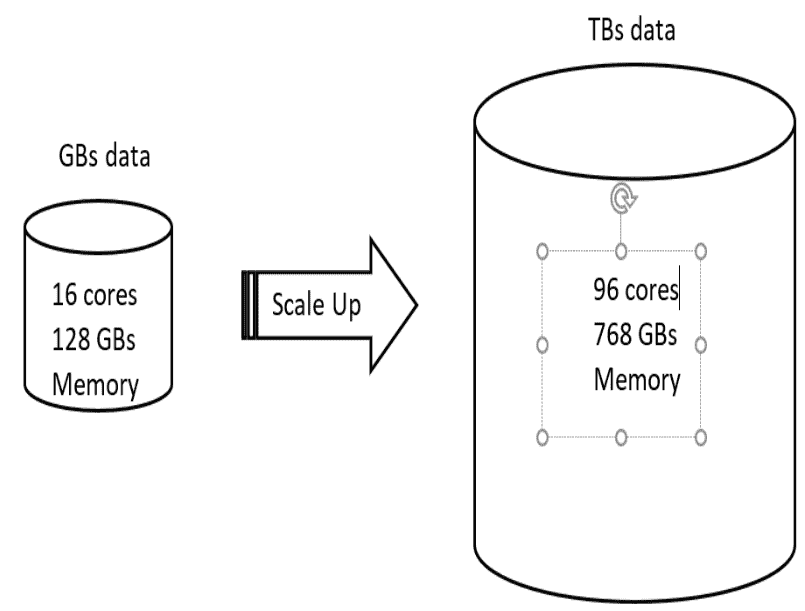 TBs data
GBs data
16 cores
128 GBs
Memory
Scale Up
96 cores
768 GBs
Memory